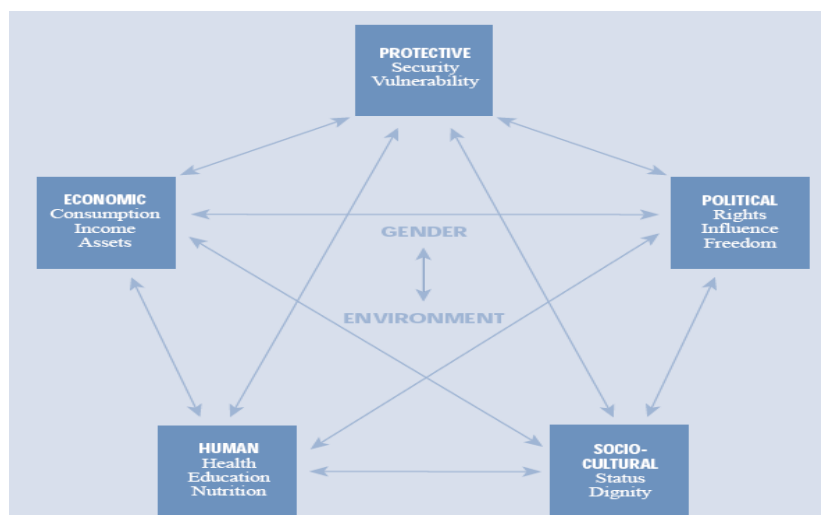 PROTECTIVE
Security
Vulnerability
ECONOMIC
Consumption
Income
Assets
POLITICAL
Rights
Influence
Freedom
GENDER
ENVIRONMENT
HUMAN
Health
Education
Nutrition
SOCIO-
CULTURAL
Status
Dignity